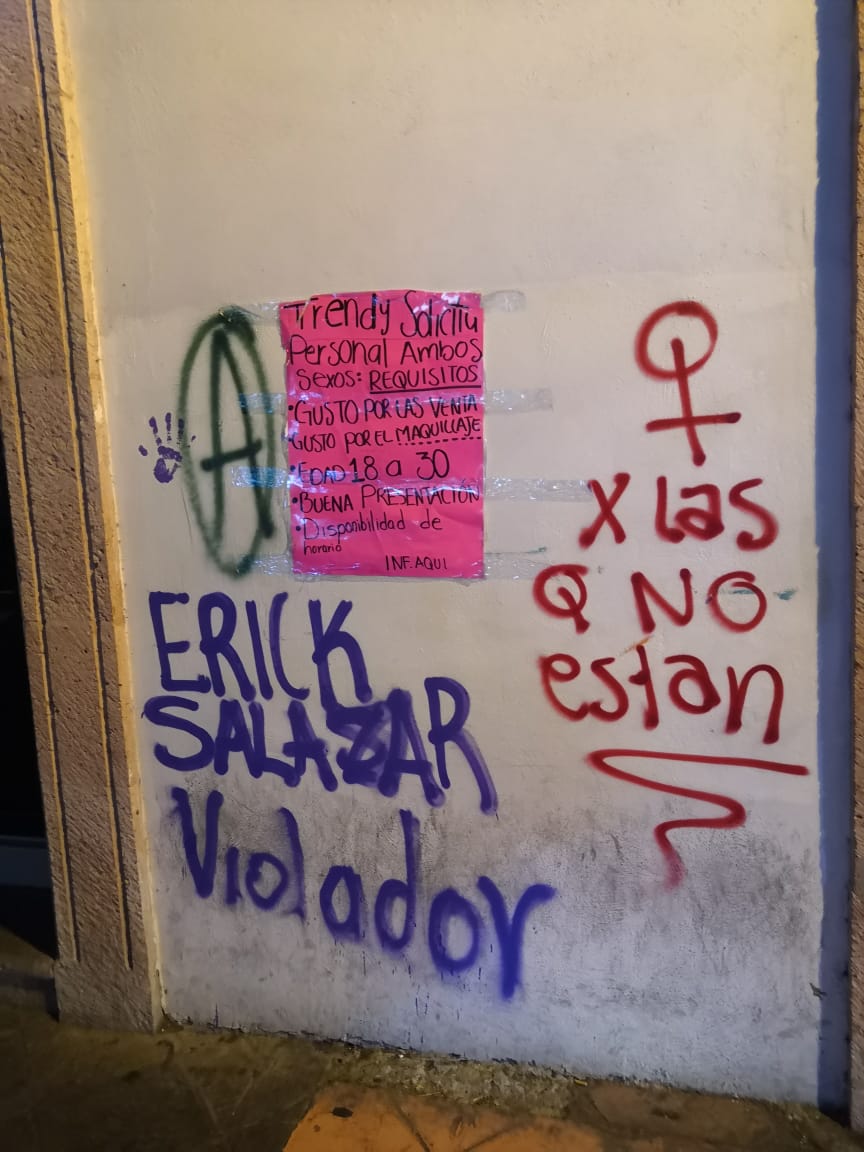 A
Trendy Solicita
Personal Ambos
Sexos: REQUISITOS
•GUSTO POR LAS VENTA
•GUSTO POR EL MAQUILLAJE
•EDAD 18 a 30
•BUENA PRESENTACIÓN
•Disponibilidad de
horario
INF. AQUI
ERICK
SALAZAR
Violador
X las
Q NO
estan